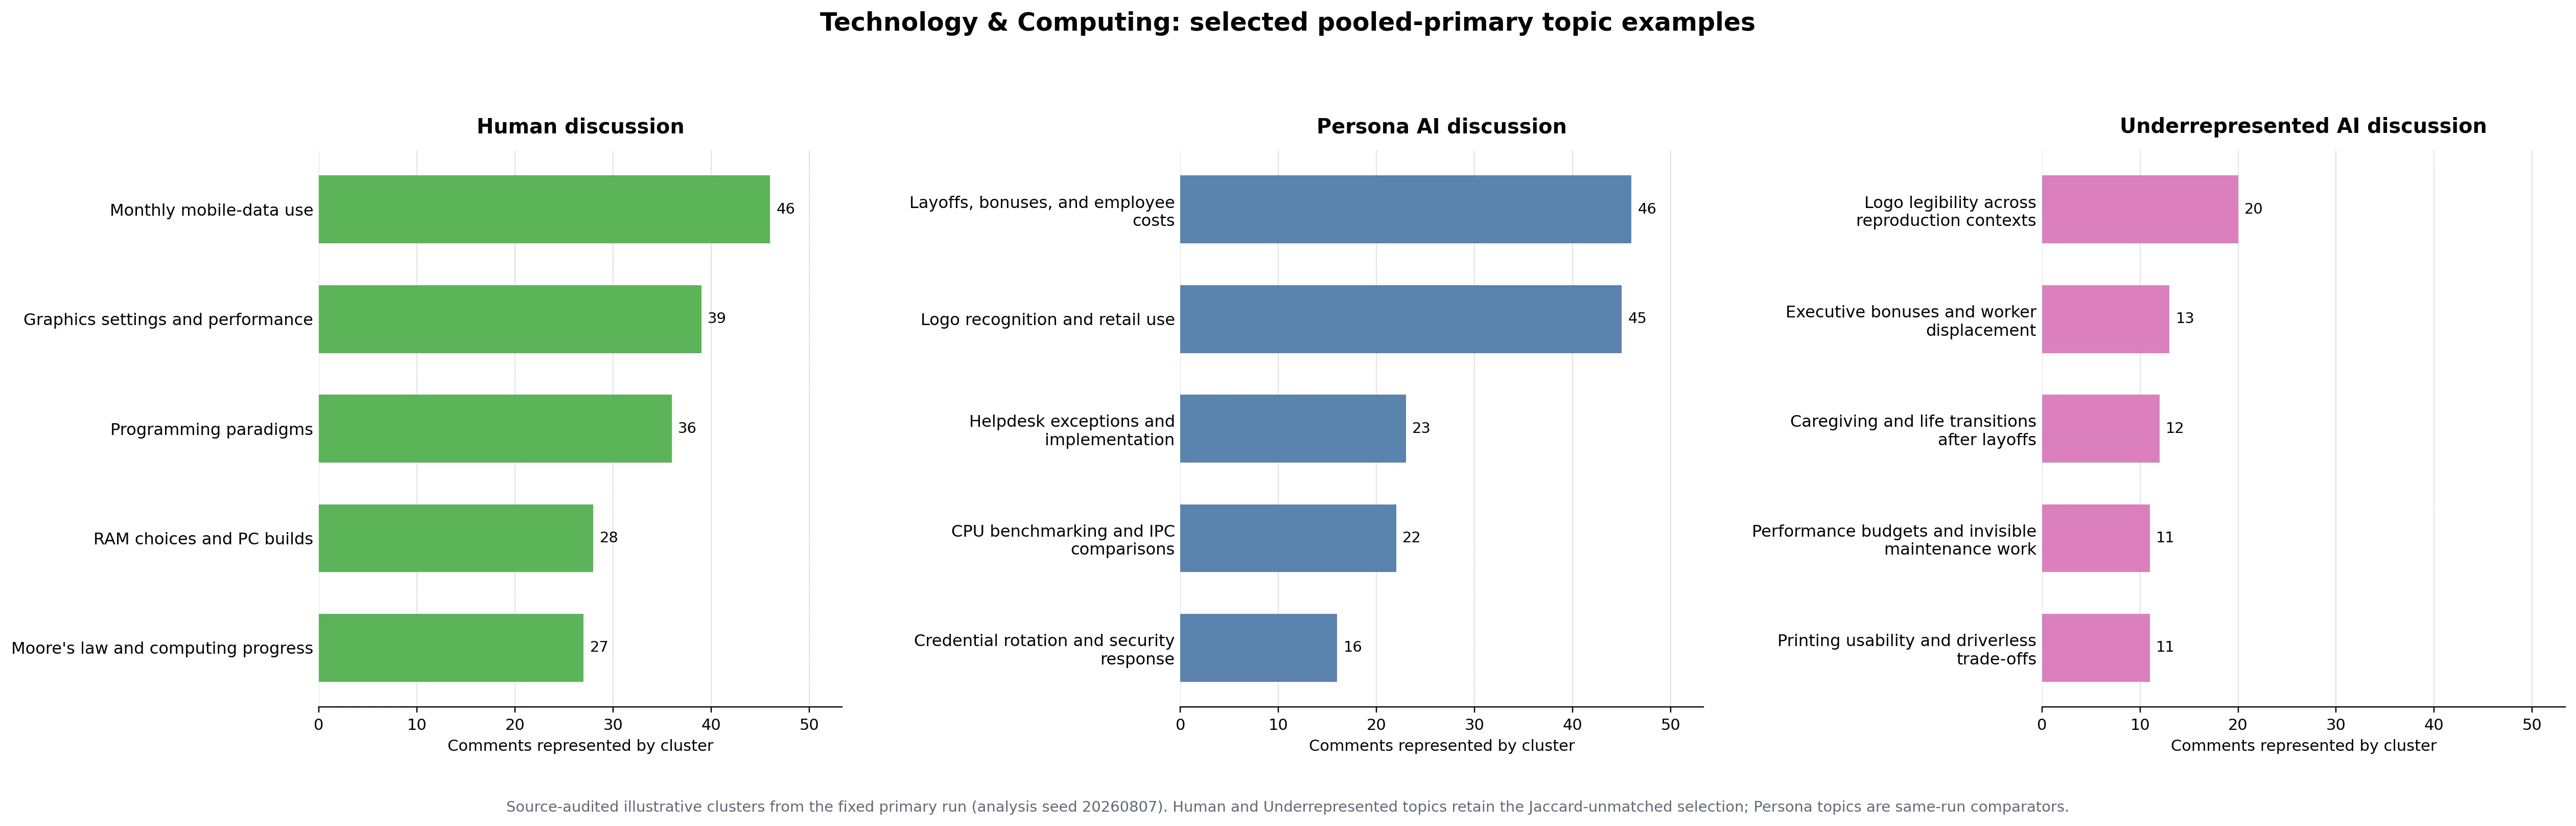 Technology & Computing: selected pooled-primary topic examples
Human discussion
Monthly mobile-data use
46
Graphics settings and performance
39
Programming paradigms
36
RAM choices and PC builds
28
Moore's law and computing progress
27
0 10 20 30 40 50
Comments represented by cluster
Persona AI discussion
Layoffs, bonuses, and employee
costs
46
Logo recognition and retail use
45
Helpdesk exceptions and
implementation
23
CPU benchmarking and IPC
comparisons
22
Credential rotation and security
response
16
0 10 20 30 40 50
Comments represented by cluster
Underrepresented AI discussion
Logo legibility across
reproduction contexts
20
Executive bonuses and worker
displacement
13
Caregiving and life transitions
after layoffs
12
Performance budgets and invisible
maintenance work
11
Printing usability and driverless
trade-offs
11
0 10 20 30 40 50
Comments represented by cluster
Source-audited illustrative clusters from the fixed primary run (analysis seed 20260807). Human and Underrepresented topics retain the Jaccard-unmatched selection; Persona topics are same-run comparators.